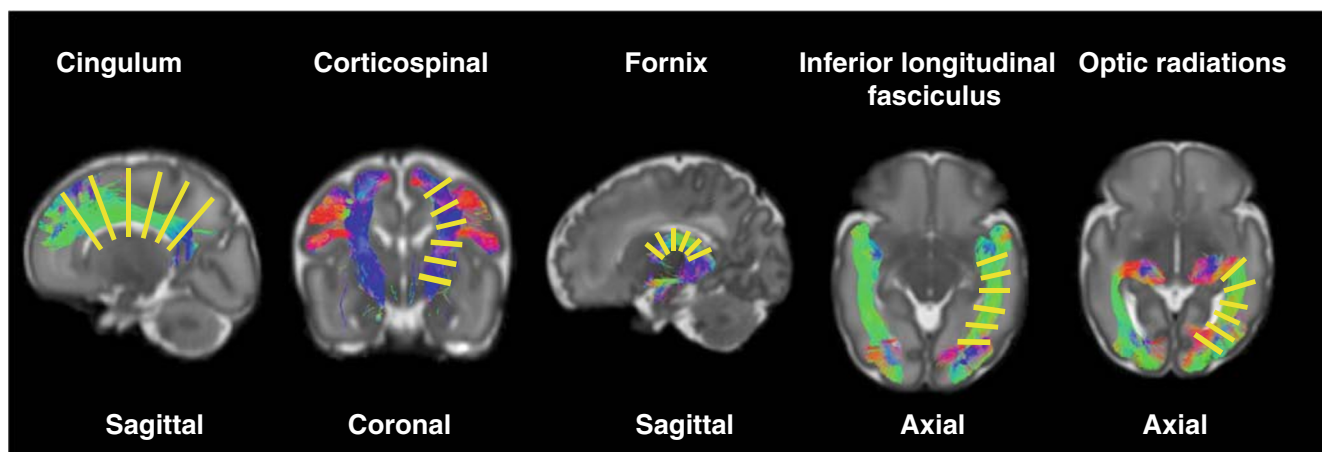 Cingulum
Corticospinal
Fornix
Inferior longitudinal
fasciculus
Optic radiations
Sagittal
Coronal
Sagittal
Axial
Axial